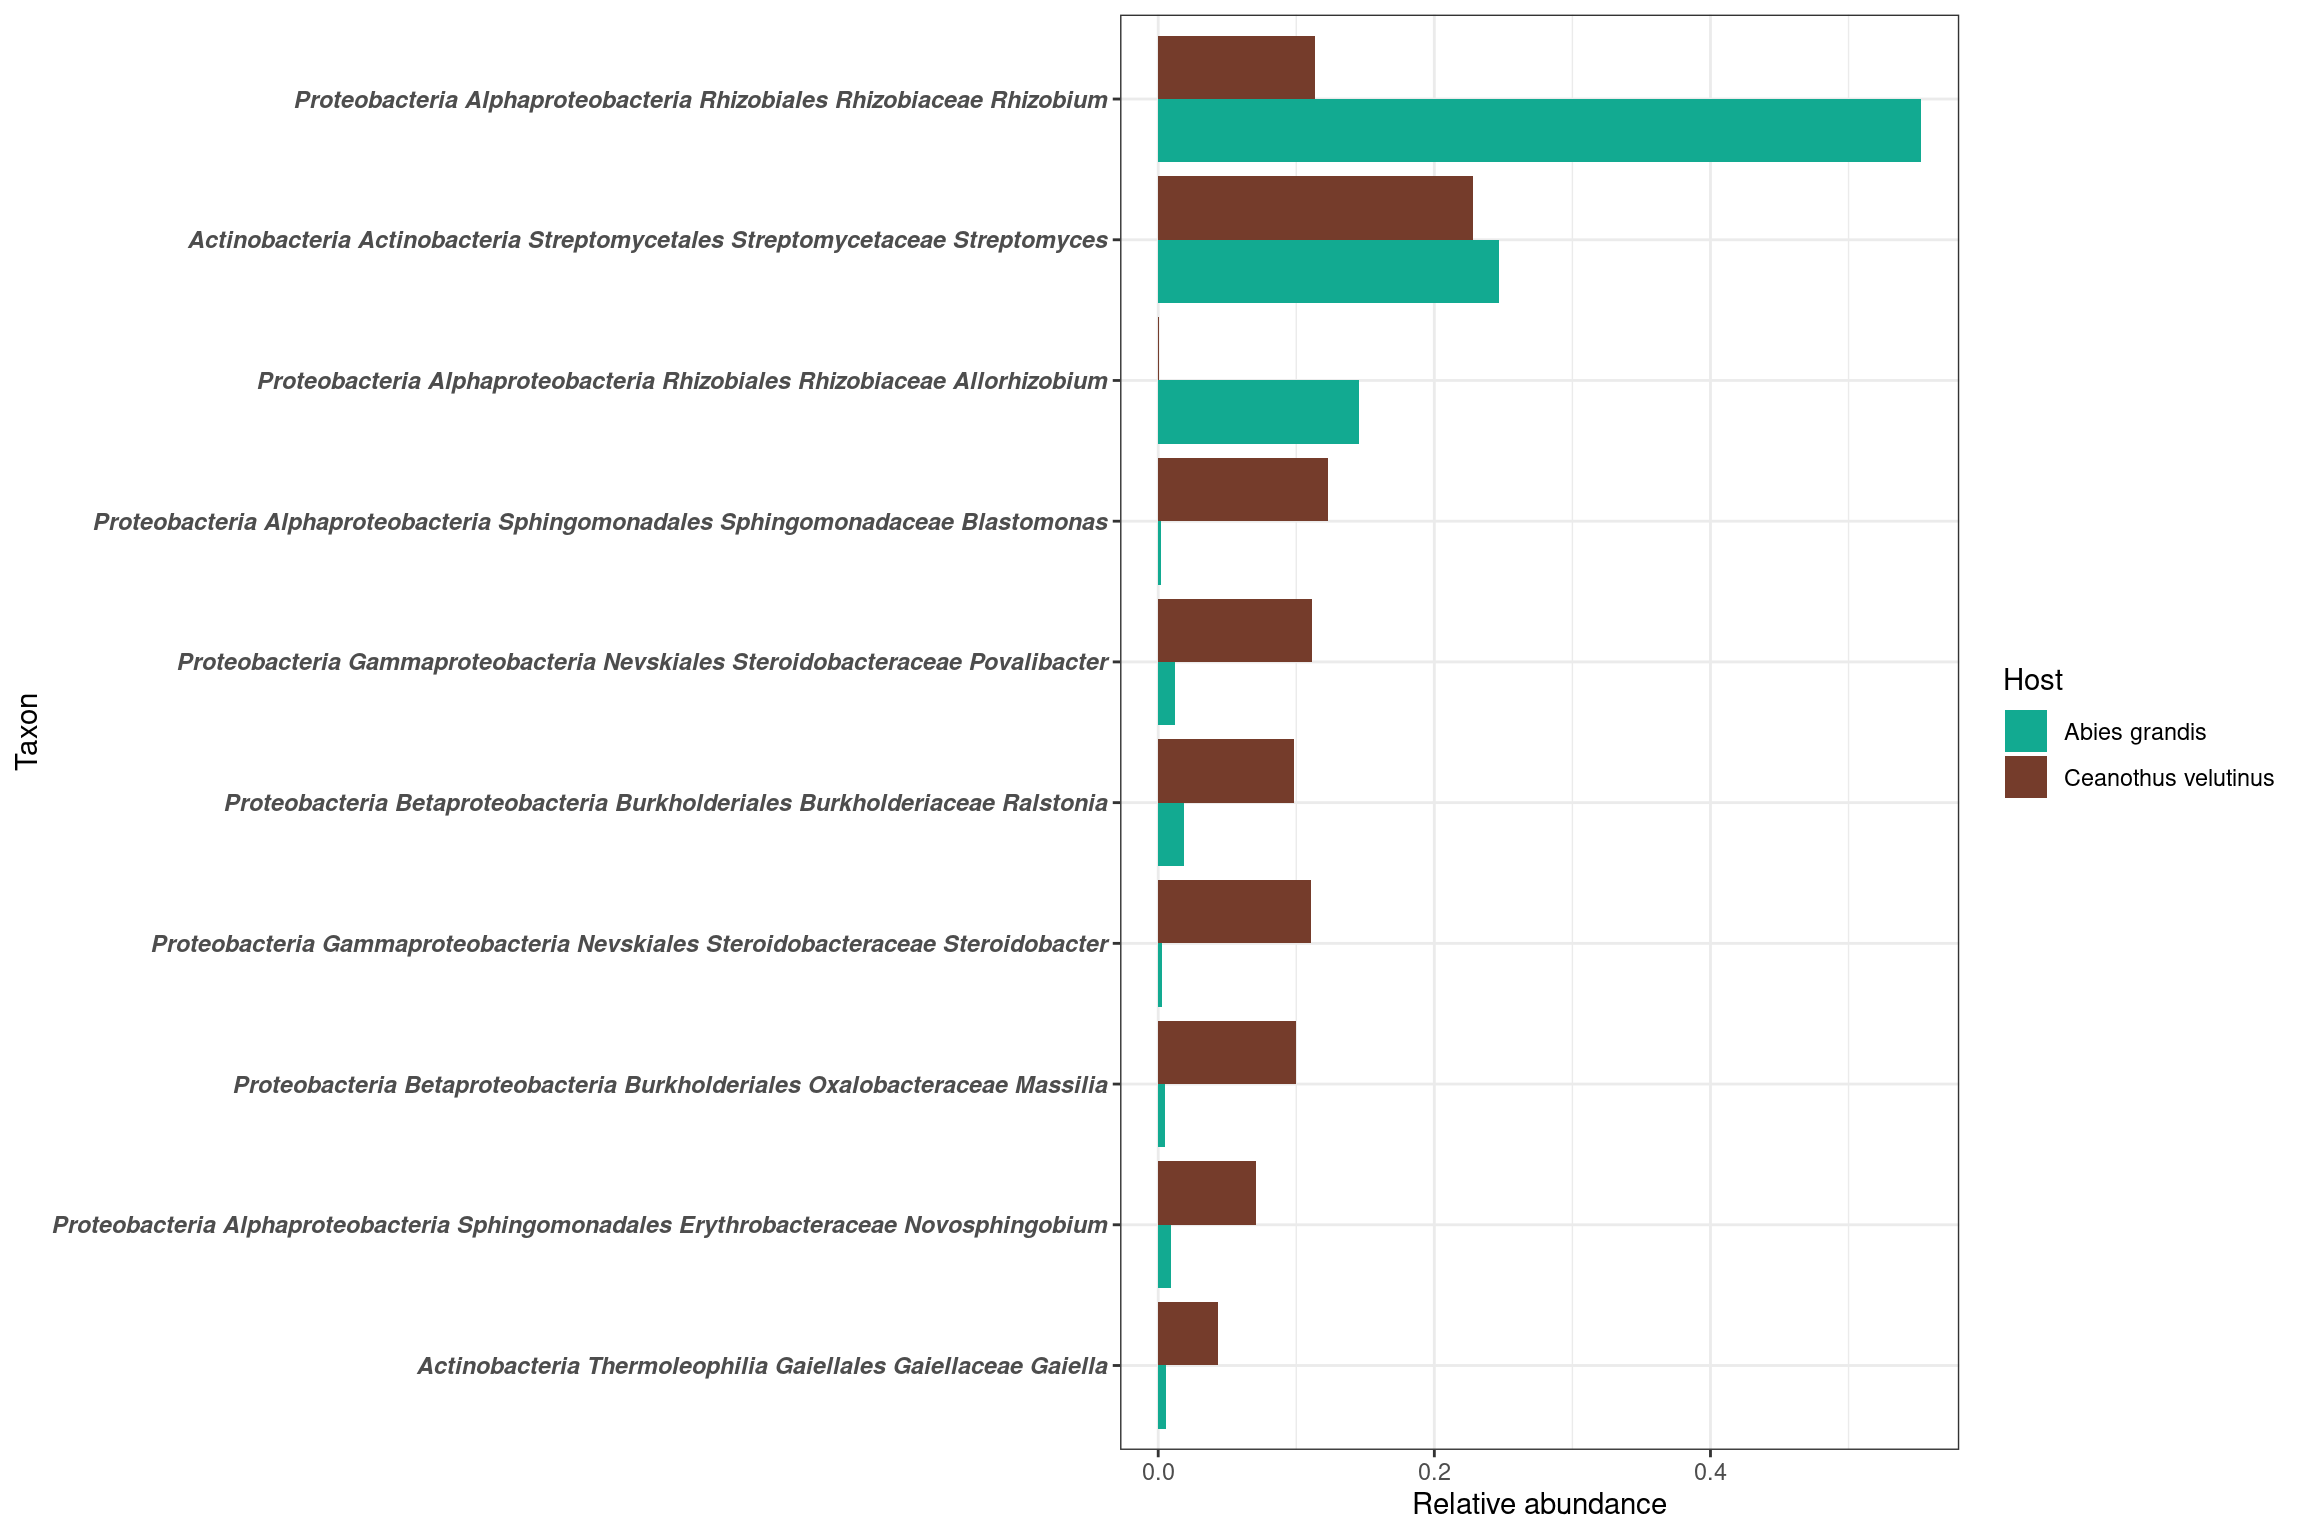 Proteobacteria Alphaproteobacteria Rhizobiales Rhizobiaceae Rhizobium
Actinobacteria Actinobacteria Streptomycetales Streptomycetaceae Streptomyces
Proteobacteria Alphaproteobacteria Rhizobiales Rhizobiaceae Allorhizobium
Proteobacteria Alphaproteobacteria Sphingomonadales Sphingomonadaceae Blastomonas
Proteobacteria Gammaproteobacteria Nevskiales Steroidobacteraceae Povalibacter
Proteobacteria Betaproteobacteria Burkholderiales Burkholderiaceae Ralstonia
Proteobacteria Gammaproteobacteria Nevskiales Steroidobacteraceae Steroidobacter
Proteobacteria Betaproteobacteria Burkholderiales Oxalobacteraceae Massilia
Proteobacteria Alphaproteobacteria Sphingomonadales Erythrobacteraceae Novosphingobium
Actinobacteria Thermoleophilia Gaiellales Gaiellaceae Gaiella
Taxon
0.0 0.2 0.4
Relative abundance
Host
Abies grandis
Ceanothus velutinus